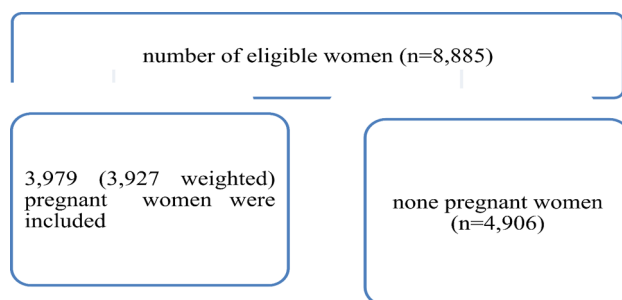 number of eligible women (n=8,885)
3,979 (3,927 weighted)
pregnant women were
included
none pregnant women
(n=4,906)